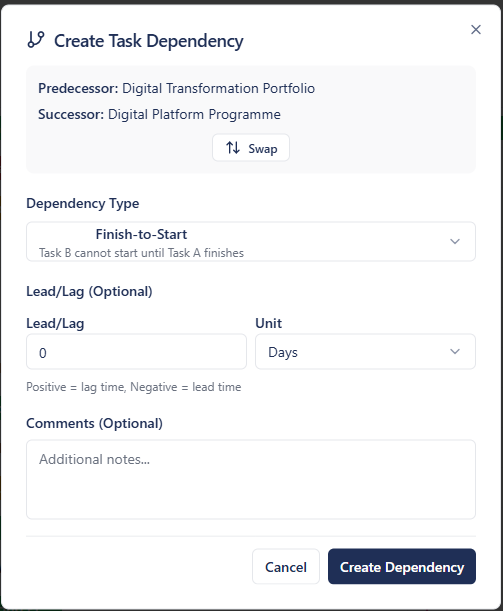 Create Task Dependency
Predecessor: Digital Transformation Portfolio
Successor: Digital Platform Programme
Swap
Dependency Type
Finish-to-Start
Task B cannot start until Task A finishes
Lead/Lag (Optional)
Lead/Lag Unit
0 Days
Positive = lag time, Negative = lead time
Comments (Optional)
Additional notes...
Cancel Create Dependency